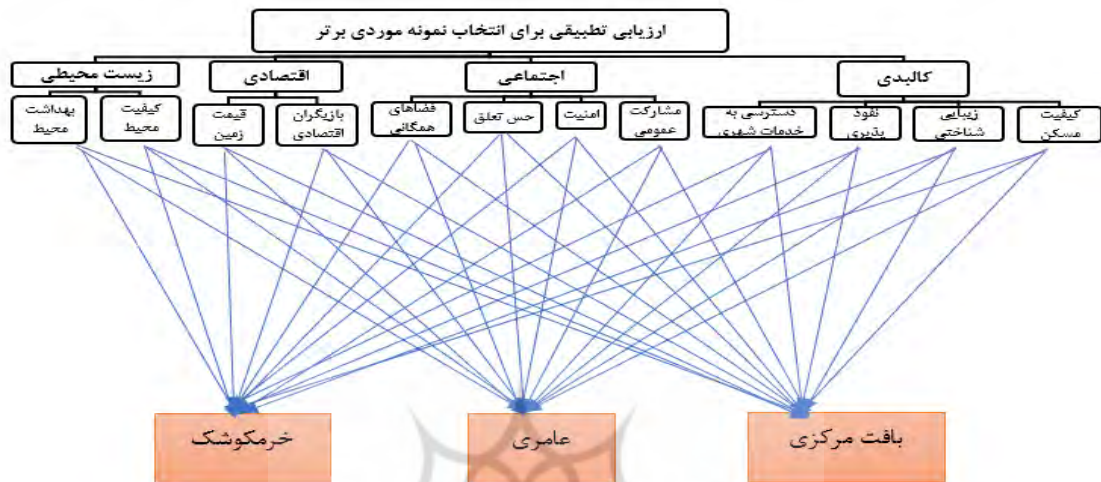 ارزیابی تطبیقی برای انتخاب نمونه موردی برتر
کالبدی
اجتماعی
اقتصادی
زیست محیطی
کیفیت
مسکن
زیبایی
شناختی
نفوذ
پذیری
دسترسی به
خدمات شهری
مشارکت
عمومی
امنیت
حس تعلق
فضاهای
همگانی
بازیگران
اقتصادی
قیمت
زمین
کیفیت
محیط
بهداشت
محیط
بافت مرکزی
عامری
خرمکوشک